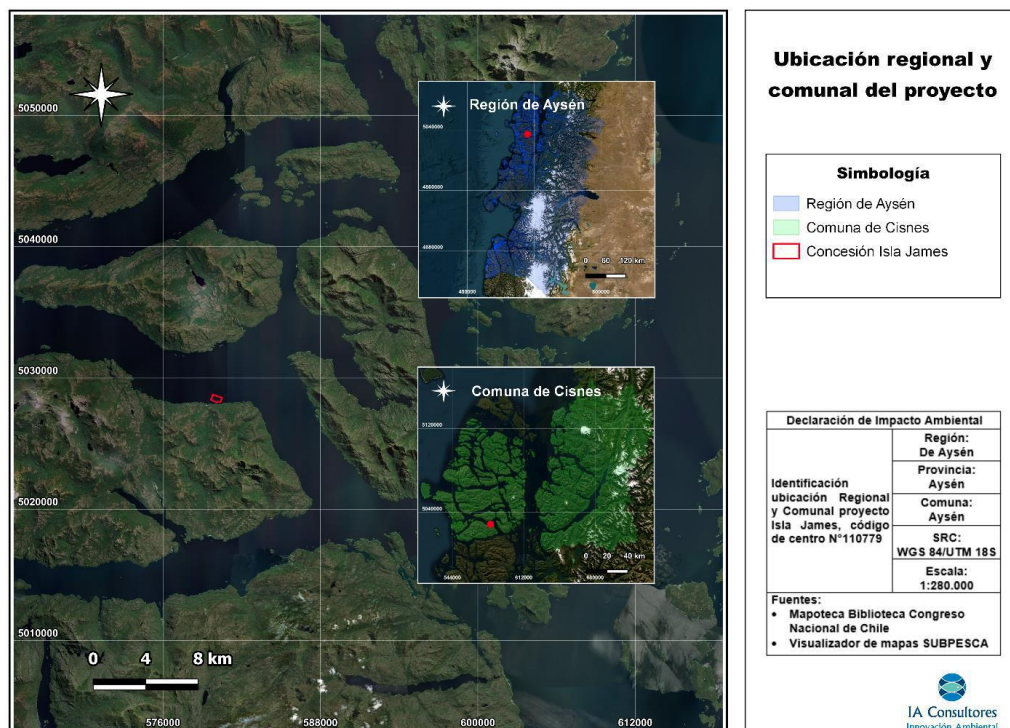 5050000
5040000
5030000
5020000
5010000
576000
588000
600000
612000
0 4 8 km
Región de Aysén
5040000
4860000
4680000
0 60 120 km
Comuna de Cisnes
5120000
5040000
0 20 40 km
544000
612000
680000
Ubicación regional y
comunal del proyecto
Simbología
Región de Aysén
Comuna de Cisnes
Concesión Isla James
Declaración de Impacto Ambiental
Identificación
ubicación Regional
y Comunal proyecto
Isla James, código
de centro N°110779
Región:
De Aysén
Provincia:
Aysén
Comuna:
Aysén
SRC:
WGS 84/UTM 18S
Escala:
1:280.000
Fuentes:
• Mapoteca Biblioteca Congreso
Nacional de Chile
• Visualizador de mapas SUBPESCA
IA Consultores
Innovación Ambiental